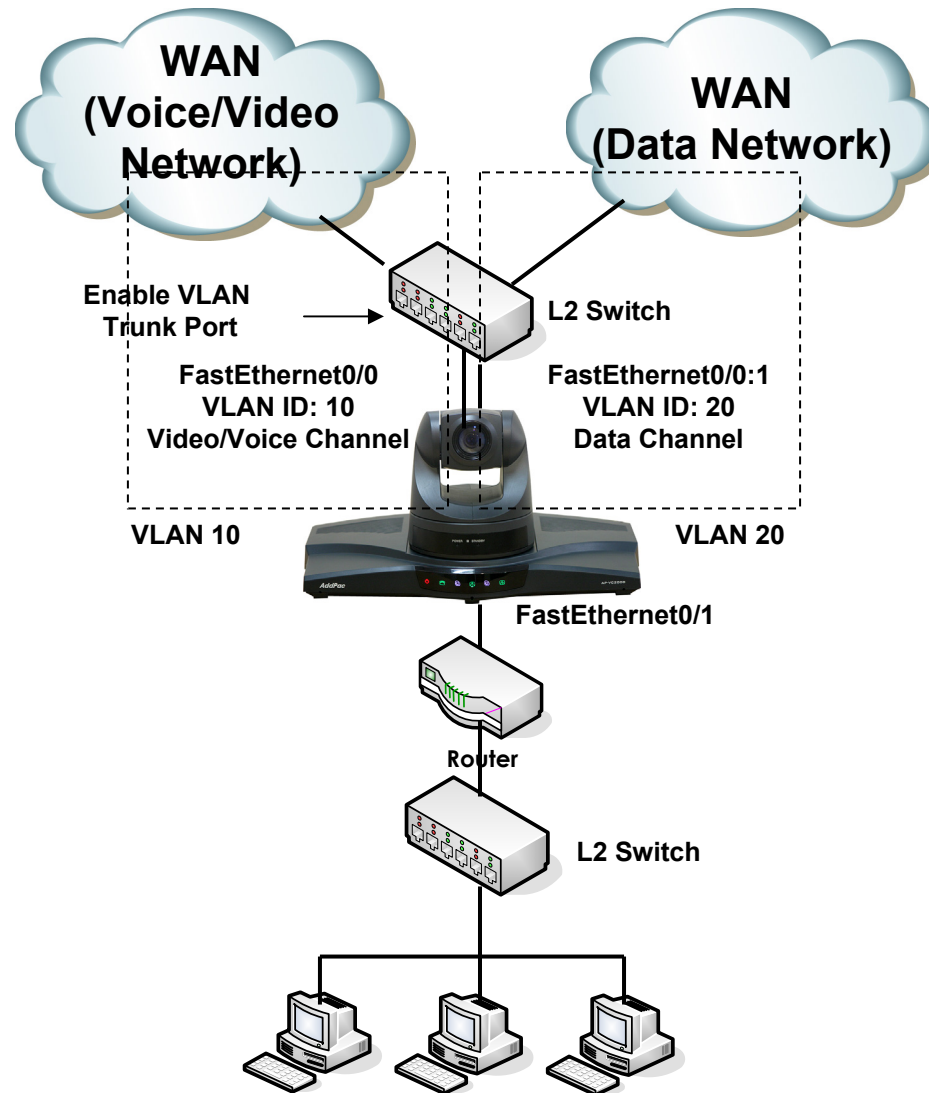 WAN
(Voice/Video
Network)
WAN
(Data Network)
Enable VLAN
Trunk Port
L2 Switch
FastEthernet0/0
VLAN ID: 10
Video/Voice Channel
FastEthernet0/0:1
VLAN ID: 20
Data Channel
VLAN 10
VLAN 20
AddPac
FastEthernet0/1
Router
L2 Switch